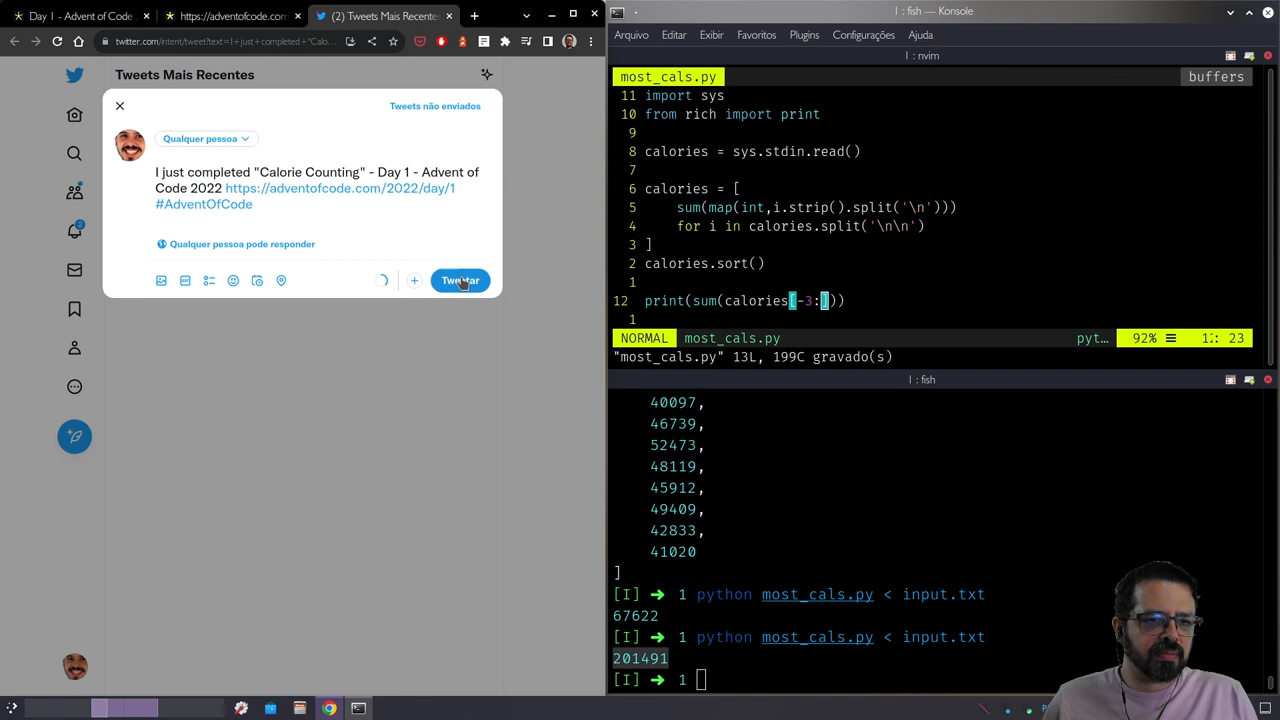 Day 1 - Advent of Code
https://adventofcode.com
(2) Tweets Mais Recentes
twitter.com/intent/tweet?text=I+just+completed+"Calo…
Tweets Mais Recentes
Tweets não enviados
Qualquer pessoa
I just completed "Calorie Counting" - Day 1 - Advent of
Code 2022 https://adventofcode.com/2022/day/1
#AdventOfCode
Qualquer pessoa pode responder
Tweetar
2
1 : fish — Konsole
Arquivo Editar Exibir Favoritos Plugins Configurações Ajuda
1 : nvim
most_cals.py buffers
11 import sys
10 from rich import print
9
8 calories = sys.stdin.read()
7
6 calories = [
5 sum(map(int,i.strip().split('\n')))
4 for i in calories.split('\n\n')
3 ]
2 calories.sort()
1
12 print(sum(calories[-3:]))
1
NORMAL most_cals.py pyt… 92% 12: 23
"most_cals.py" 13L, 199C gravado(s)
1 : fish
40097,
46739,
52473,
48119,
45912,
49409,
42833,
41020
]
[I] ➜ 1 python most_cals.py < input.txt
67622
[I] ➜ 1 python most_cals.py < input.txt
201491
[I] ➜ 1